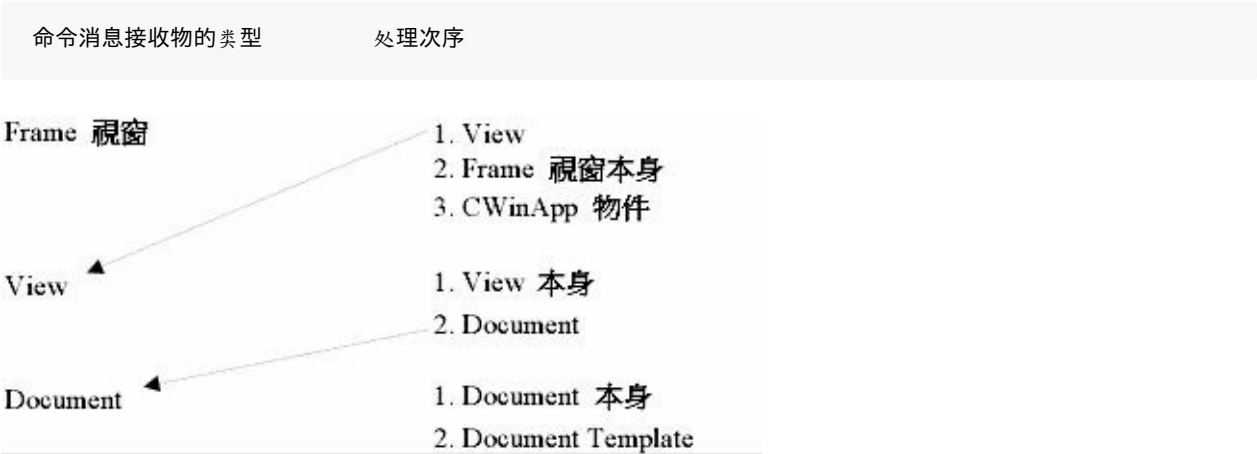 命令消息接收物的类型 处理次序
Frame 視窗 1. View
2. Frame 視窗本身
3. CWinApp 物件
View 1. View 本身
2. Document
Document 1. Document 本身
2. Document Template